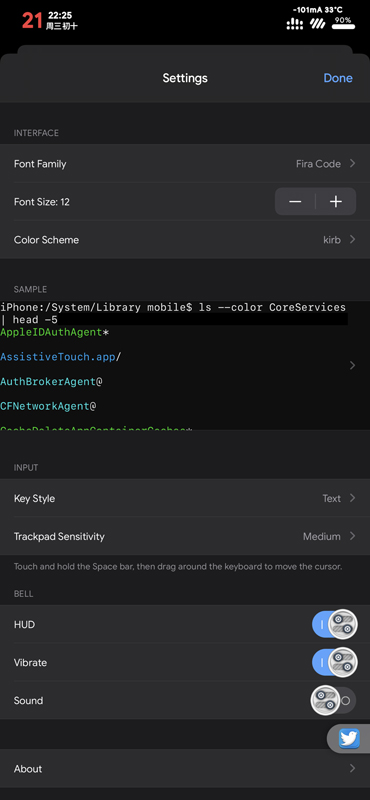 21
22:25
周三初十
-101mA 33°C
90%
Settings
Done
INTERFACE
Font Family
Fira Code
Font Size: 12
Color Scheme
kirb
SAMPLE
iPhone:/System/Library mobile$ ls --color CoreServices
| head -5
AppleIDAuthAgent*
AssistiveTouch.app/
AuthBrokerAgent@
CFNetworkAgent@
INPUT
Key Style
Text
Trackpad Sensitivity
Medium
Touch and hold the Space bar, then drag around the keyboard to move the cursor.
BELL
HUD
Vibrate
Sound
About